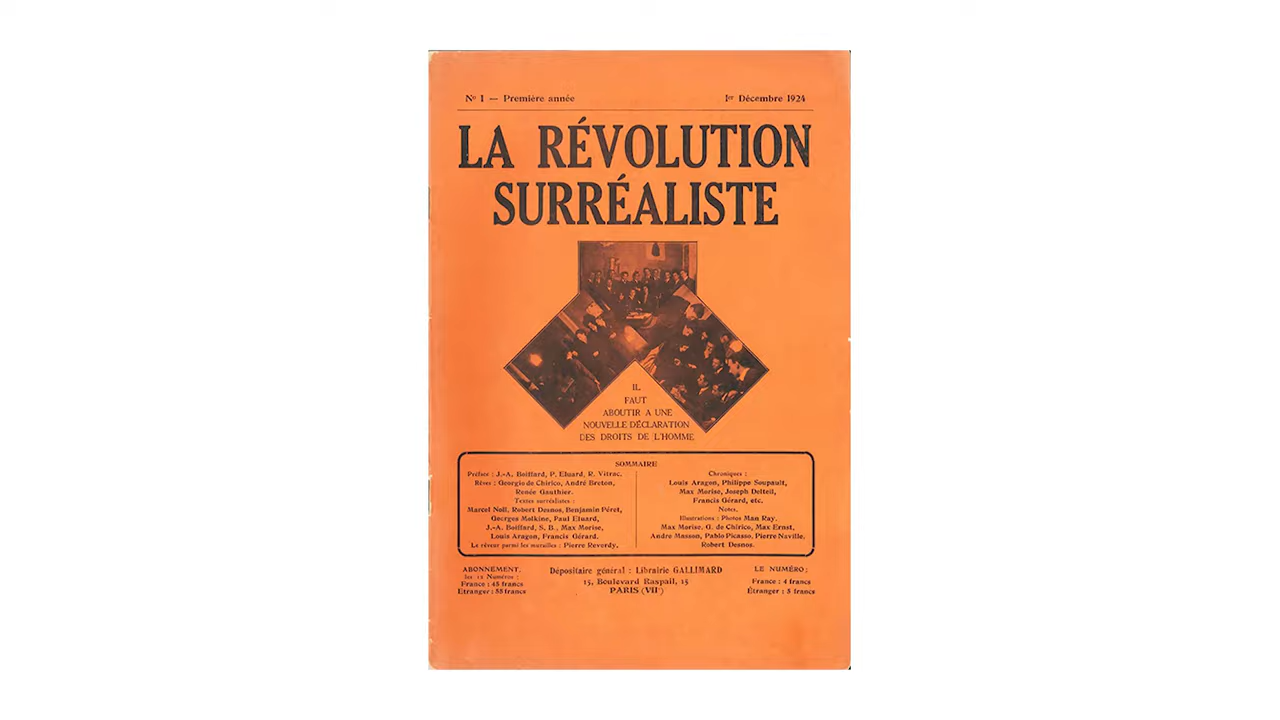 Nº 1 — Première année
1er Décembre 1924
LA RÉVOLUTION
SURRÉALISTE
IL
FAUT
ABOUTIR A UNE
NOUVELLE DÉCLARATION
DES DROITS DE L'HOMME
SOMMAIRE
Préface : J.-A. Boiffard, P. Eluard, R. Vitrac.
Rêves : Georgio de Chirico, André Breton,
Renée Gauthier.
Textes surréalistes :
Marcel Noll, Robert Desnos, Benjamin Péret,
Georges Malkine, Paul Eluard,
J.-A. Boiffard, S. B., Max Morise,
Louis Aragon, Francis Gérard.
Le rêveur parmi les murailles : Pierre Reverdy.
Chroniques :
Louis Aragon, Philippe Soupault,
Max Morise, Joseph Delteil,
Francis Gérard, etc.
Notes.
Illustrations : Photos Man Ray.
Max Morise, G. de Chirico, Max Ernst,
André Masson, Pablo Picasso, Pierre Naville,
Robert Desnos.
ABONNEMENT,
les 12 Numéros :
France : 45 francs
Étranger : 55 francs
Dépositaire général : Librairie GALLIMARD
15, Boulevard Raspail, 15
PARIS (VIIe)
LE NUMÉRO :
France : 4 francs
Étranger : 5 francs